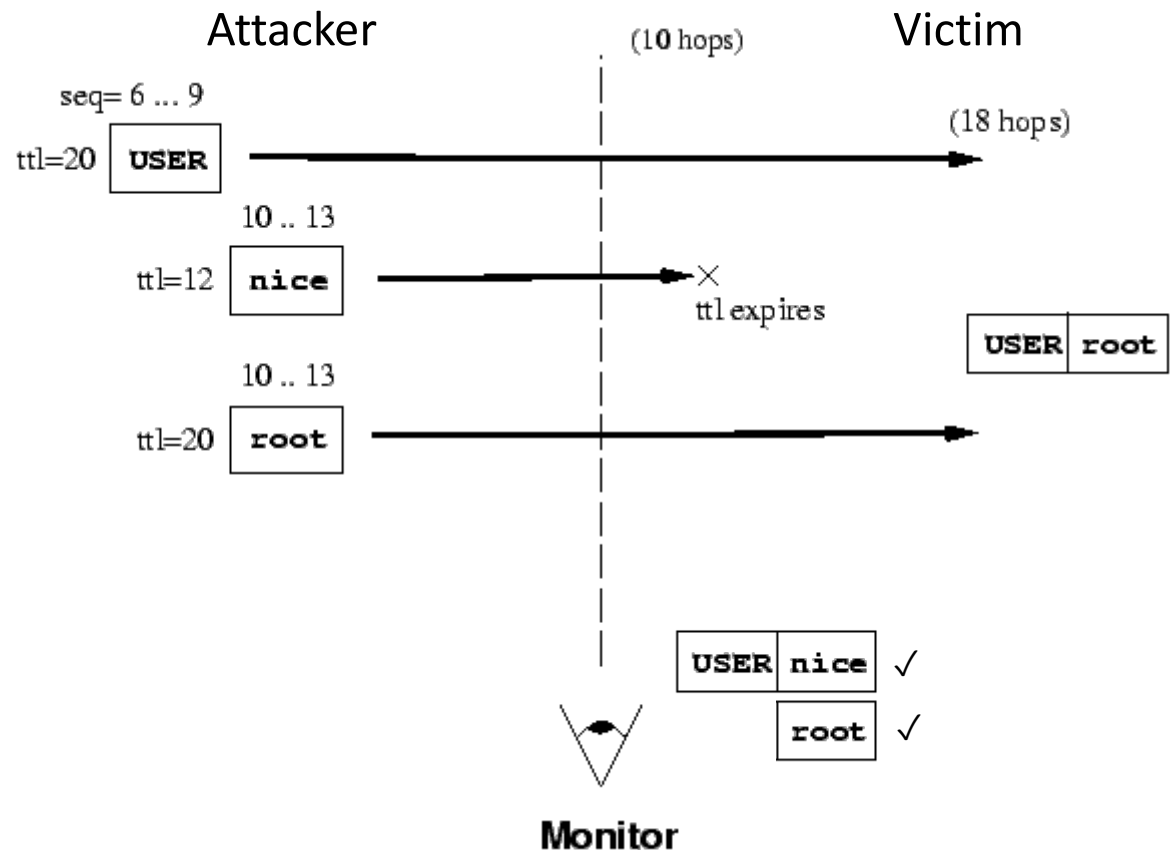 Attacker
(10 hops)
Victim
seq= 6 ... 9
(18 hops)
ttl=20 USER
10 .. 13
ttl=12 nice
ttl expires
USER root
10 .. 13
ttl=20 root
USER nice ✓
root ✓
Monitor